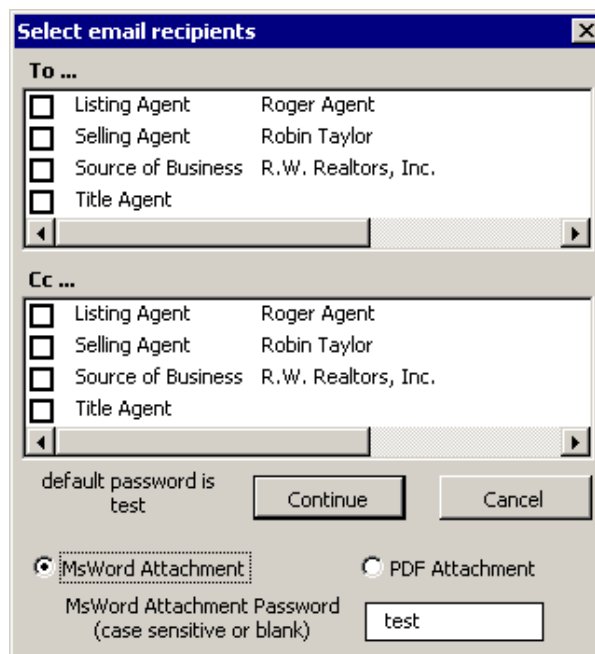 Select email recipients
To ...
Listing Agent Roger Agent
Selling Agent Robin Taylor
Source of Business R.W. Realtors, Inc.
Title Agent
Cc ...
Listing Agent Roger Agent
Selling Agent Robin Taylor
Source of Business R.W. Realtors, Inc.
Title Agent
default password is
test
Continue Cancel
MsWord Attachment PDF Attachment
MsWord Attachment Password
(case sensitive or blank)
test